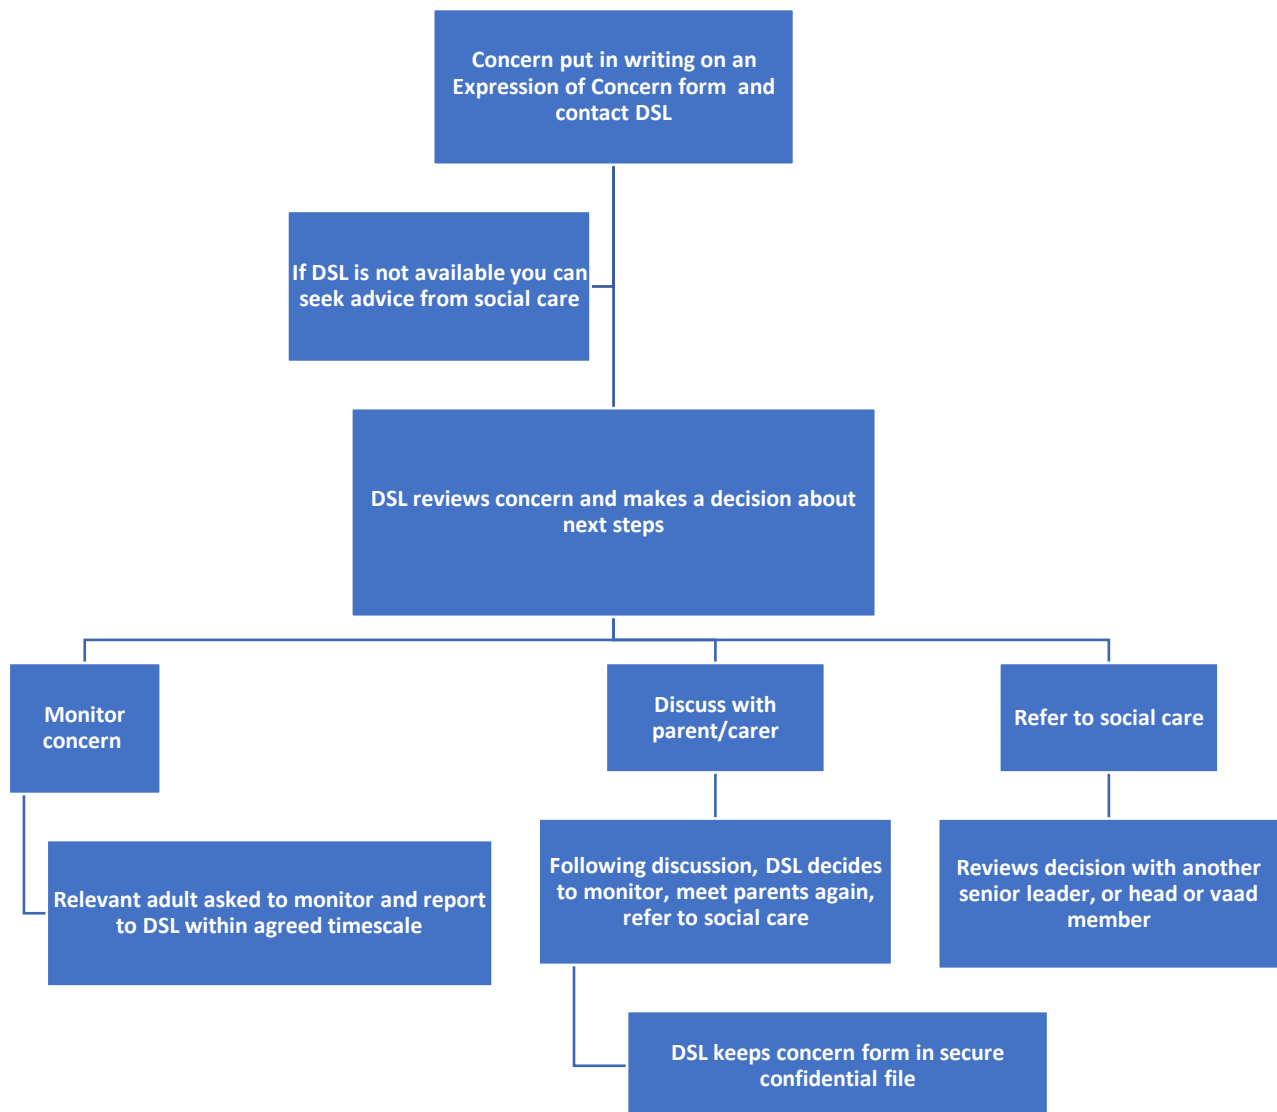 Concern put in writing on an
Expression of Concern form and
contact DSL
If DSL is not available you can
seek advice from social care
DSL reviews concern and makes a decision about
next steps
Monitor
concern
Discuss with
parent/carer
Refer to social care
Relevant adult asked to monitor and report
to DSL within agreed timescale
Following discussion, DSL decides
to monitor, meet parents again,
refer to social care
Reviews decision with another
senior leader, or head or vaad
member
DSL keeps concern form in secure
confidential file